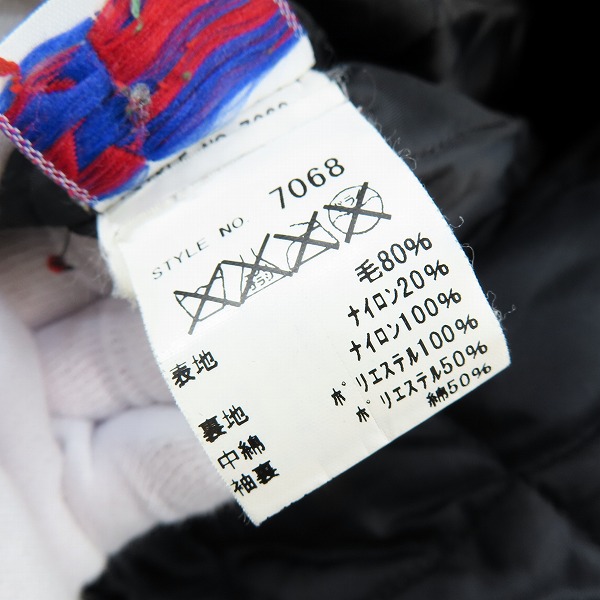 STYLE NO. 7068
表地 毛80%
ナイロン20%
裏地 ナイロン100%
中綿 ポリエステル100%
袖裏 ポリエステル50%
綿50%